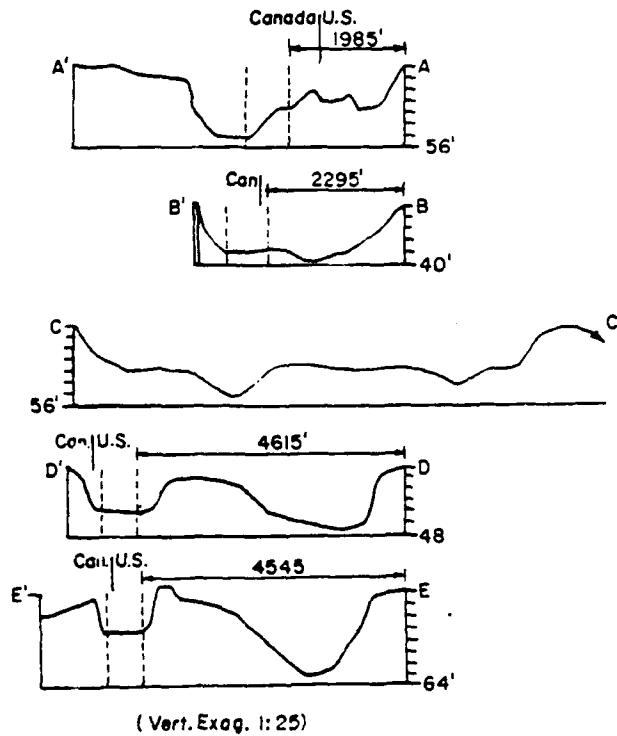 Canada U.S.
1985'
A' A
56'
Can 2295'
B' B
40'
C C
56'
Can. U.S. 4615'
D' D
48
Can. U.S. 4545
E' E
64'
(Vert. Exag. 1:25)